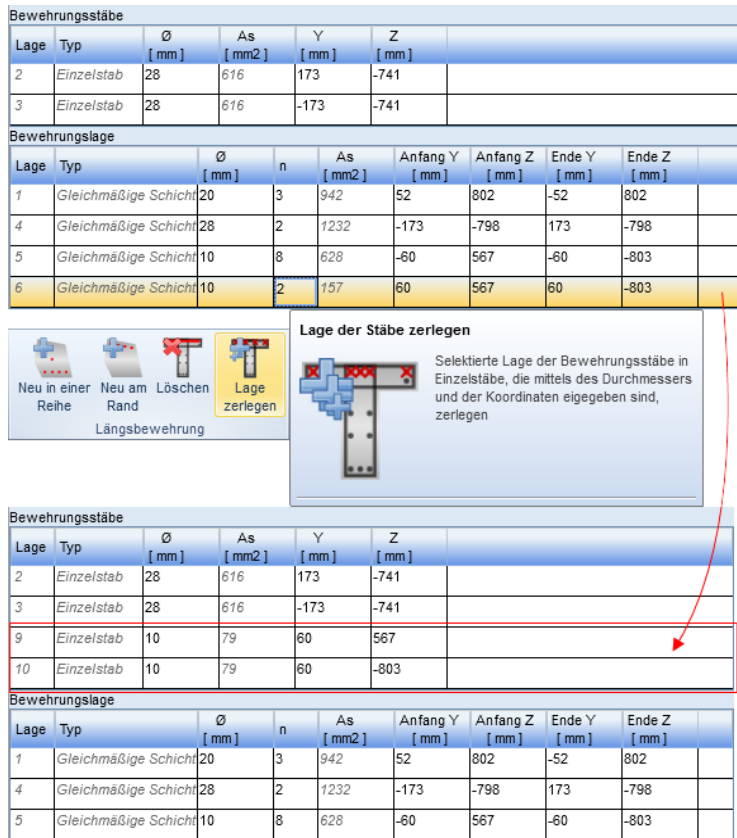 Bewehrungsstäbe
Lage Typ Ø [ mm ] As [ mm2 ] Y [ mm ] Z [ mm ]
2 Einzelstab 28 616 173 -741
3 Einzelstab 28 616 -173 -741
Bewehrungslage
Lage Typ Ø [ mm ] n As [ mm2 ] Anfang Y [ mm ] Anfang Z [ mm ] Ende Y [ mm ] Ende Z [ mm ]
1 Gleichmäßige Schicht 20 3 942 52 802 -52 802
4 Gleichmäßige Schicht 28 2 1232 -173 -798 173 -798
5 Gleichmäßige Schicht 10 8 628 -60 567 -60 -803
6 Gleichmäßige Schicht 10 2 157 60 567 60 -803
Neu in einer Reihe
Neu am Rand
Löschen
Lage zerlegen
Längsbewehrung
Lage der Stäbe zerlegen
Selektierte Lage der Bewehrungsstäbe in
Einzelstäbe, die mittels des Durchmessers
und der Koordinaten eigegeben sind,
zerlegen
Bewehrungsstäbe
Lage Typ Ø [ mm ] As [ mm2 ] Y [ mm ] Z [ mm ]
2 Einzelstab 28 616 173 -741
3 Einzelstab 28 616 -173 -741
9 Einzelstab 10 79 60 567
10 Einzelstab 10 79 60 -803
Bewehrungslage
Lage Typ Ø [ mm ] n As [ mm2 ] Anfang Y [ mm ] Anfang Z [ mm ] Ende Y [ mm ] Ende Z [ mm ]
1 Gleichmäßige Schicht 20 3 942 52 802 -52 802
4 Gleichmäßige Schicht 28 2 1232 -173 -798 173 -798
5 Gleichmäßige Schicht 10 8 628 -60 567 -60 -803